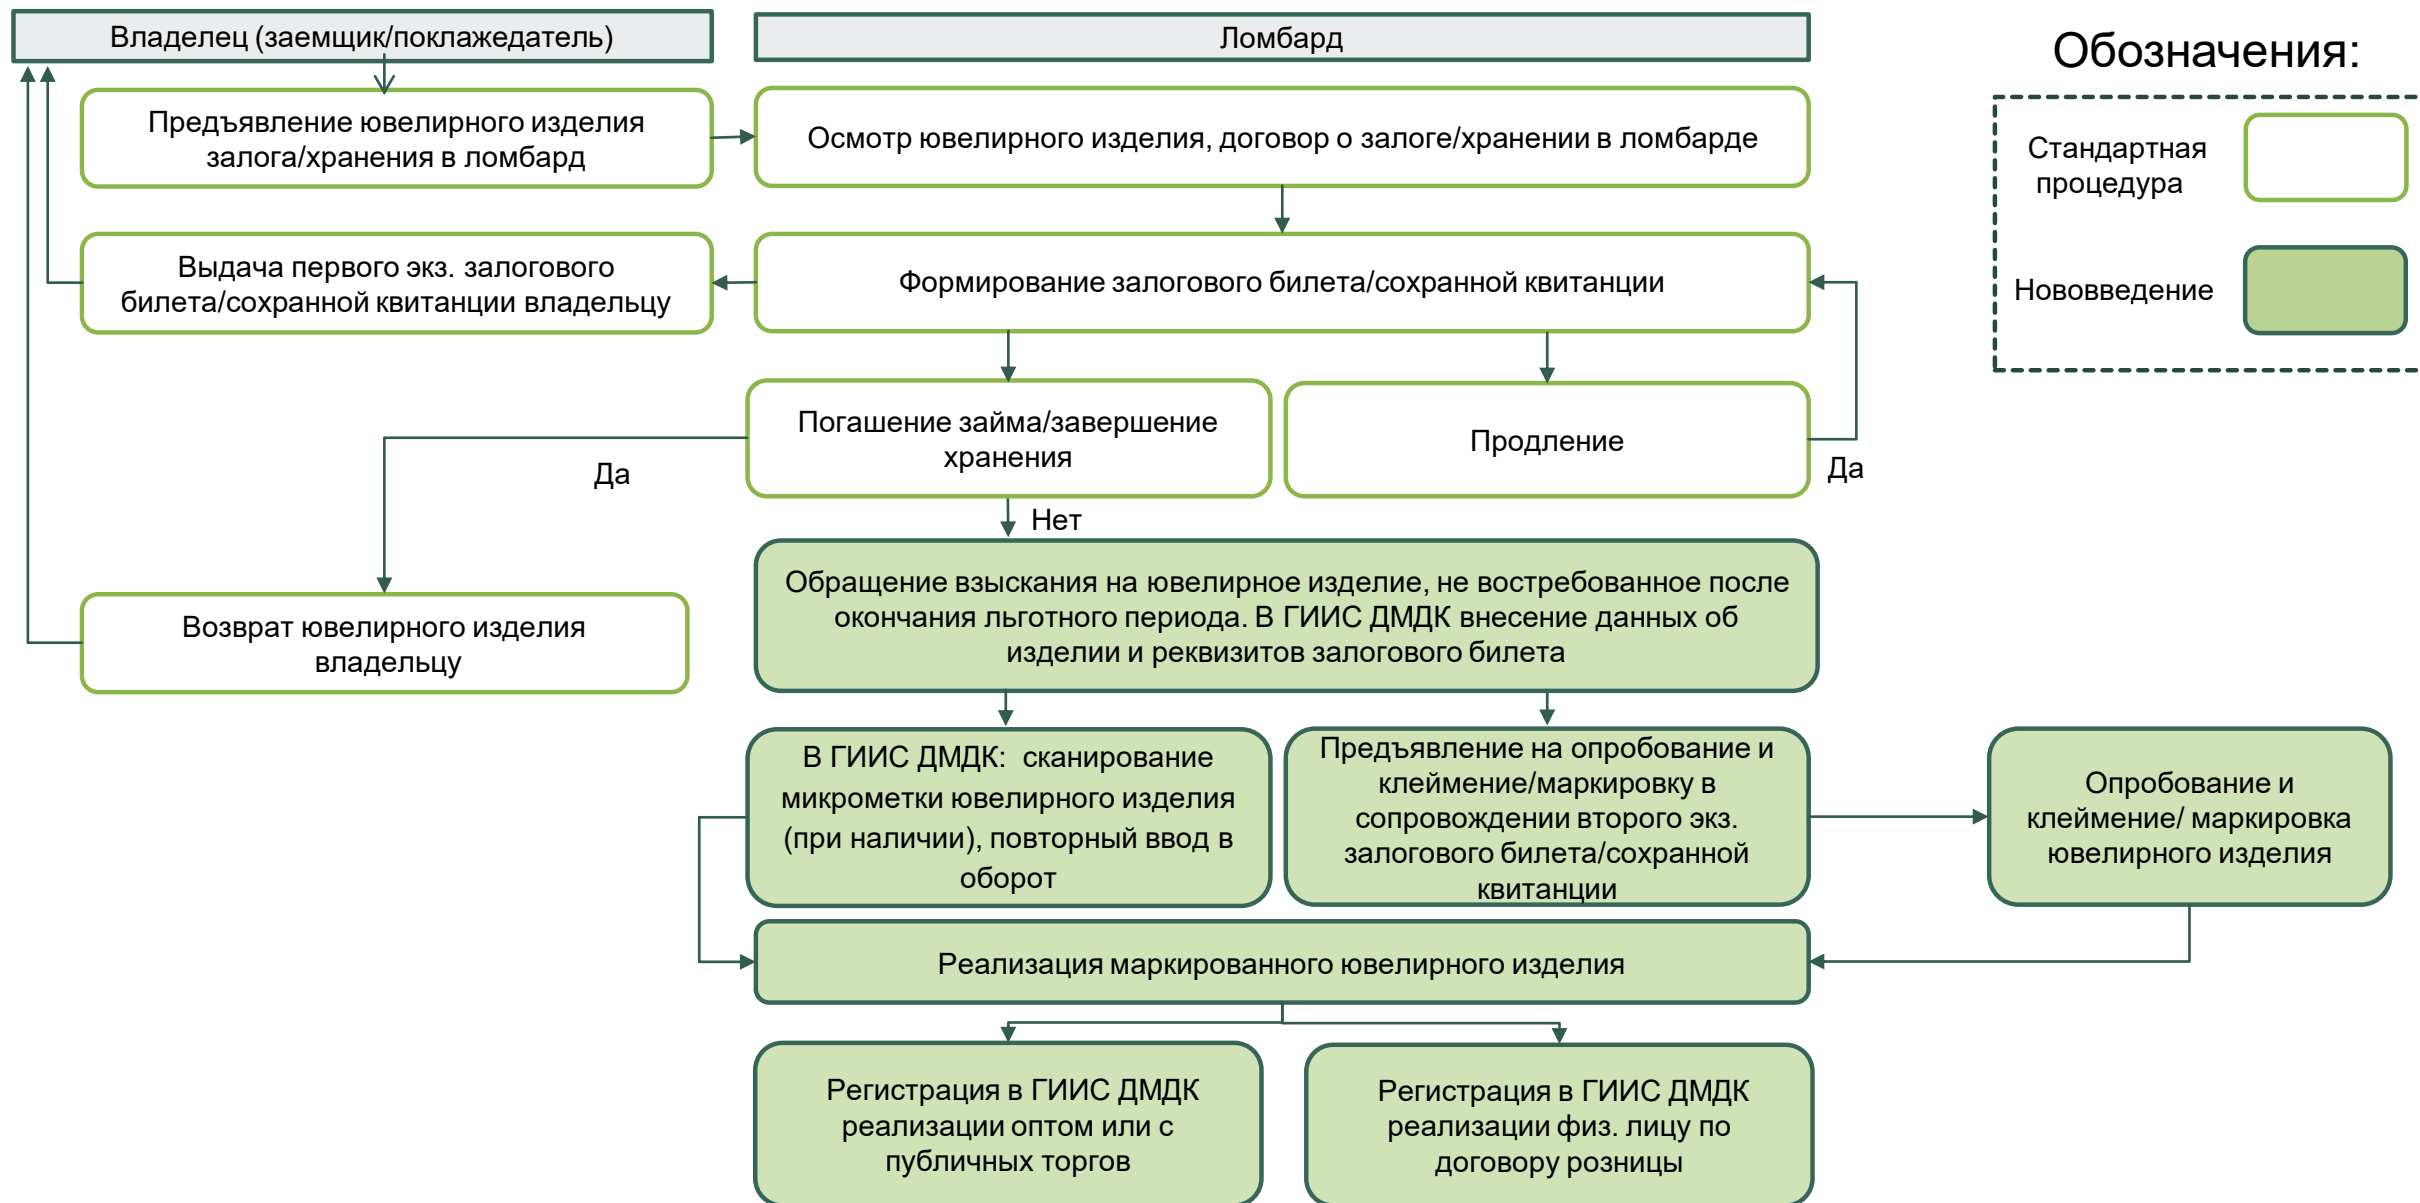 Владелец (заемщик/поклажедатель)
Ломбард
Обозначения:
Предъявление ювелирного изделия
залога/хранения в ломбард
Осмотр ювелирного изделия, договор о залоге/хранении в ломбарде
Стандартная
процедура
Выдача первого экз. залогового
билета/сохранной квитанции владельцу
Формирование залогового билета/сохранной квитанции
Нововведение
Погашение займа/завершение
хранения
Продление
Да
Да
Нет
Обращение взыскания на ювелирное изделие, не востребованное после
окончания льготного периода. В ГИИС ДМДК внесение данных об
изделии и реквизитов залогового билета
Возврат ювелирного изделия
владельцу
В ГИИС ДМДК:  сканирование
микрометки ювелирного изделия
(при наличии), повторный ввод в
оборот
Предъявление на опробование и
клеймение/маркировку в
сопровождении второго экз.
залогового билета/сохранной
квитанции
Опробование и
клеймение/ маркировка
ювелирного изделия
Реализация маркированного ювелирного изделия
Регистрация в ГИИС ДМДК
реализации оптом или с
публичных торгов
Регистрация в ГИИС ДМДК
реализации физ. лицу по
договору розницы